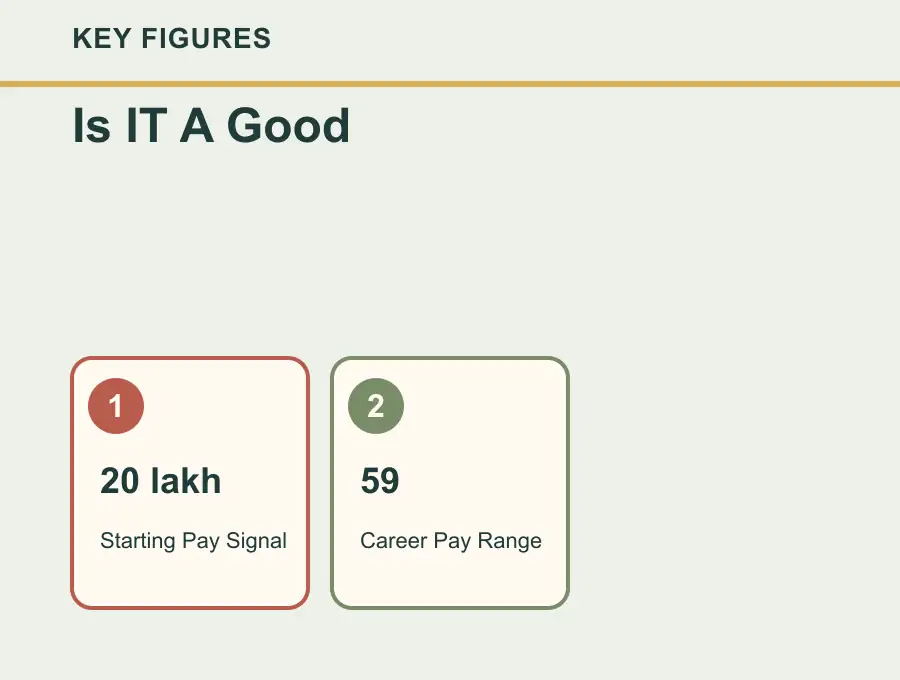 KEY FIGURES
Is IT A Good
1
20 lakh
Starting Pay Signal
2
59
Career Pay Range